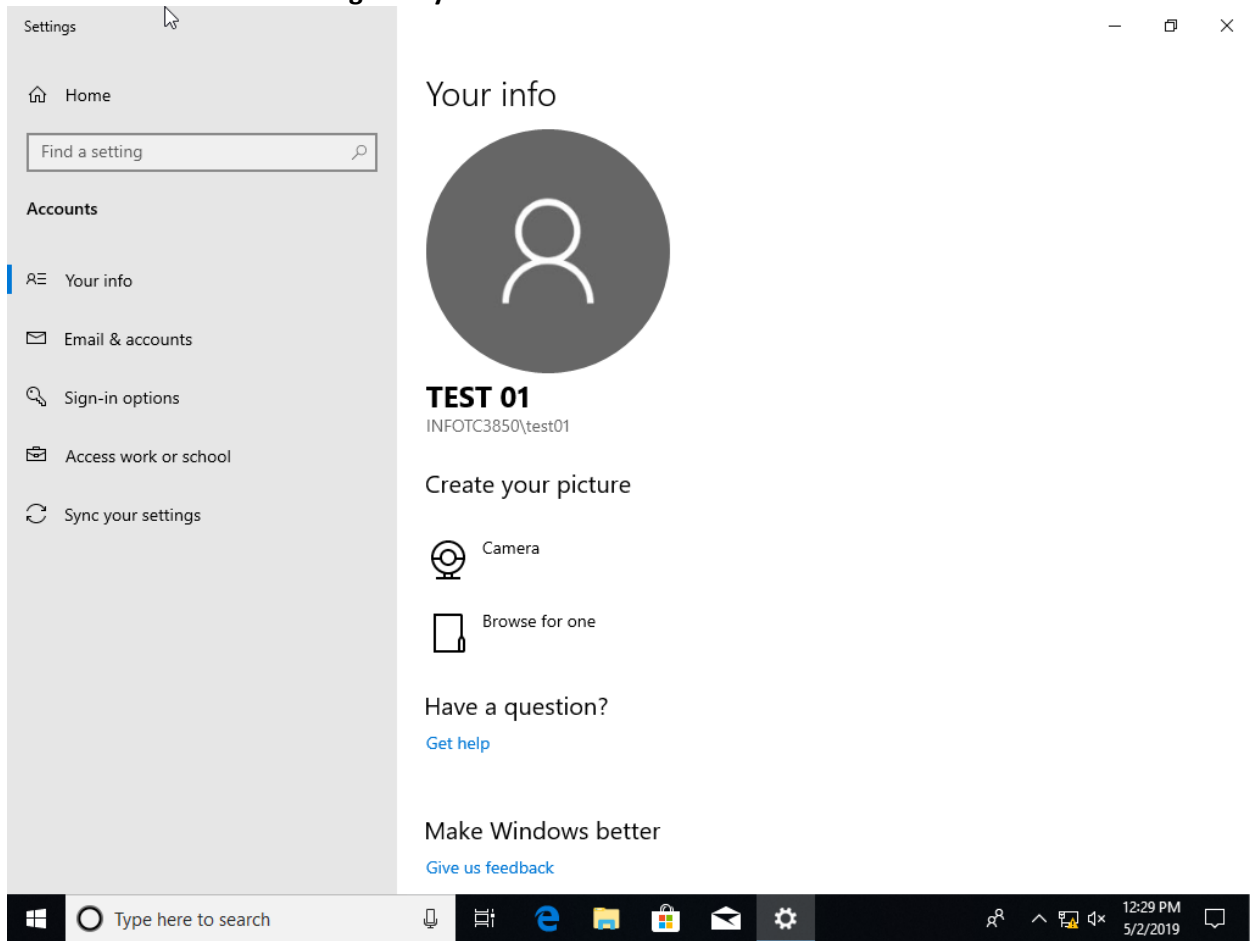 Settings
Home
Find a setting
Accounts
Your info
Email & accounts
Sign-in options
Access work or school
Sync your settings
Your info
TEST 01
INFOTC3850\test01
Create your picture
Camera
Browse for one
Have a question?
Get help
Make Windows better
Give us feedback
Type here to search
12:29 PM
5/2/2019